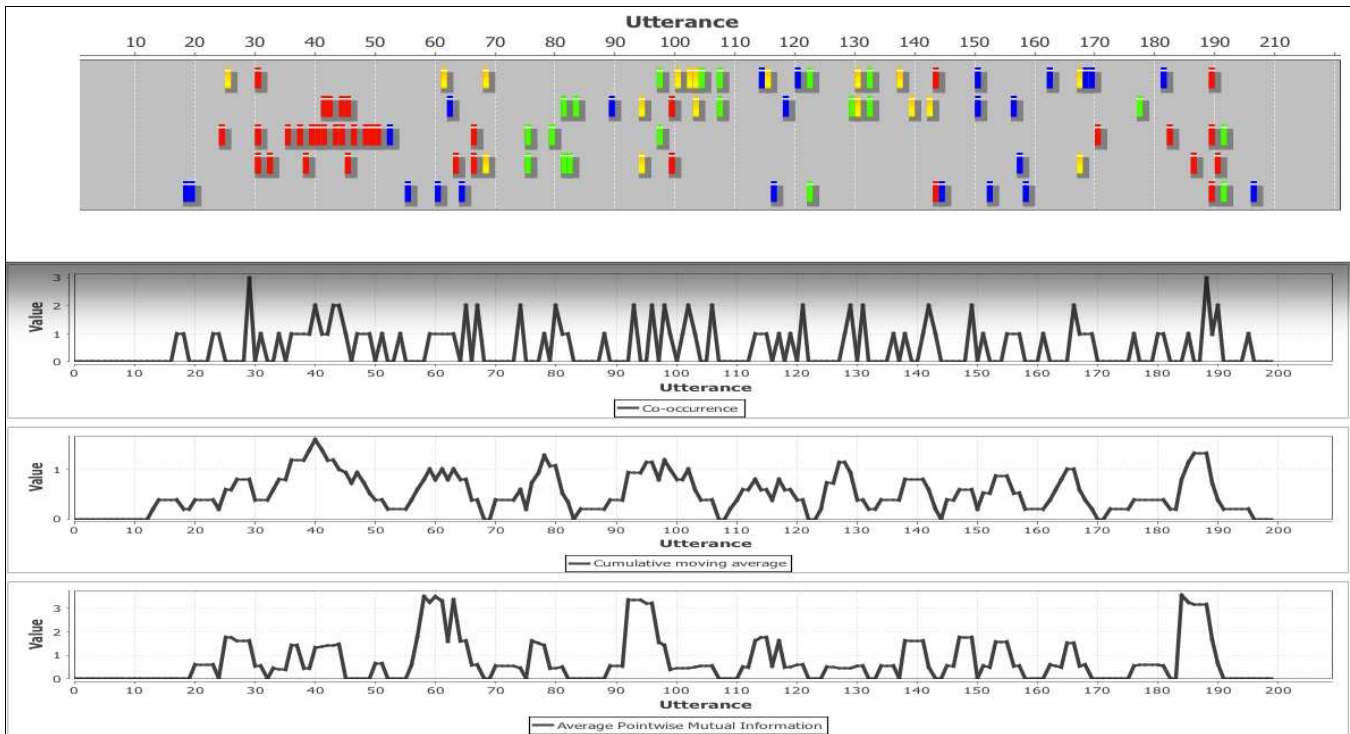 Utterance
10 20 30 40 50 60 70 80 90 100 110 120 130 140 150 160 170 180 190 200 210
3
2
1
0
Value
0 10 20 30 40 50 60 70 80 90 100 110 120 130 140 150 160 170 180 190 200
Utterance
Co-occurrence
1
0
Value
0 10 20 30 40 50 60 70 80 90 100 110 120 130 140 150 160 170 180 190 200
Utterance
Cumulative moving average
3
2
1
0
Value
0 10 20 30 40 50 60 70 80 90 100 110 120 130 140 150 160 170 180 190 200
Utterance
Average Pointwise Mutual Information